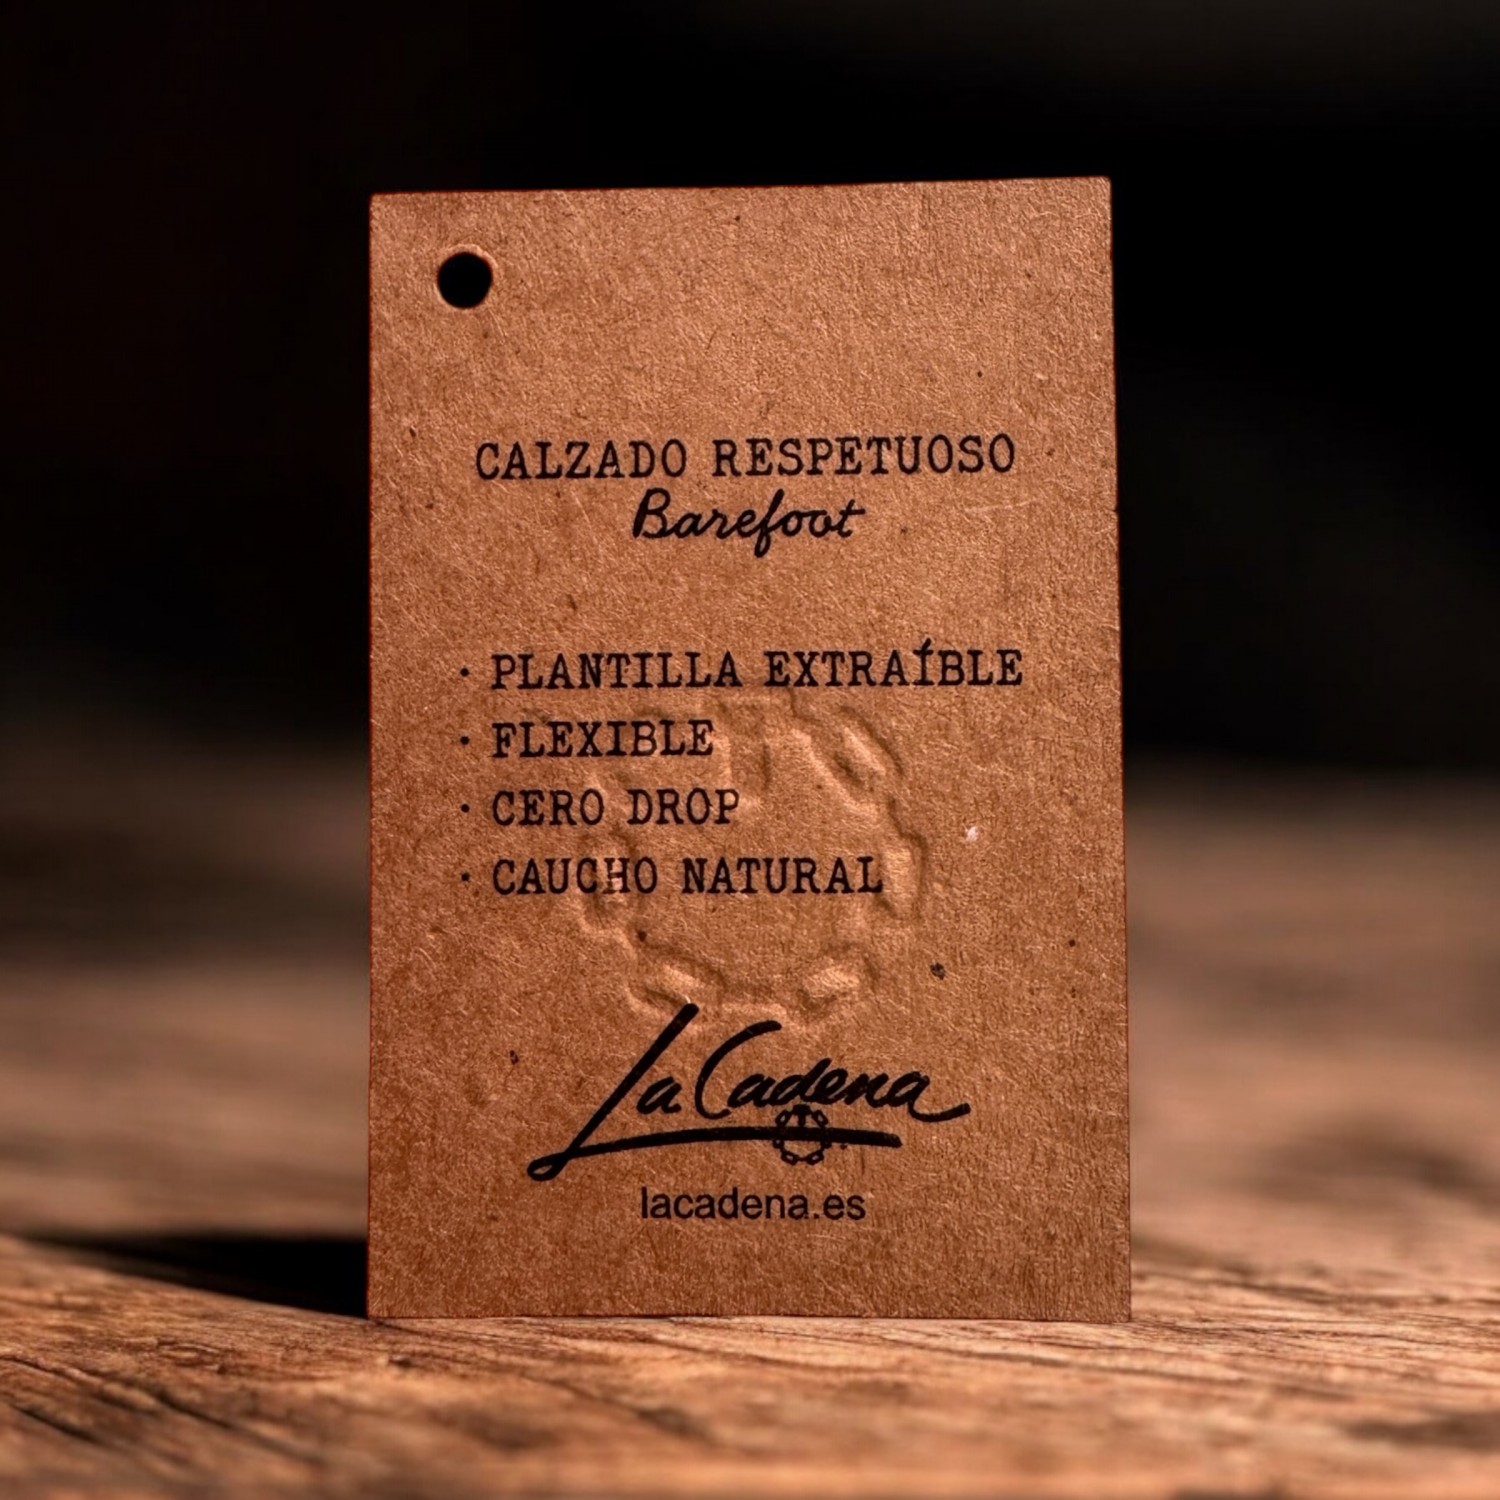 CALZADO RESPETUOSO
Barefoot
· PLANTILLA EXTRAÍBLE
· FLEXIBLE
· CERO DROP
· CAUCHO NATURAL
La Cadena
lacadena.es